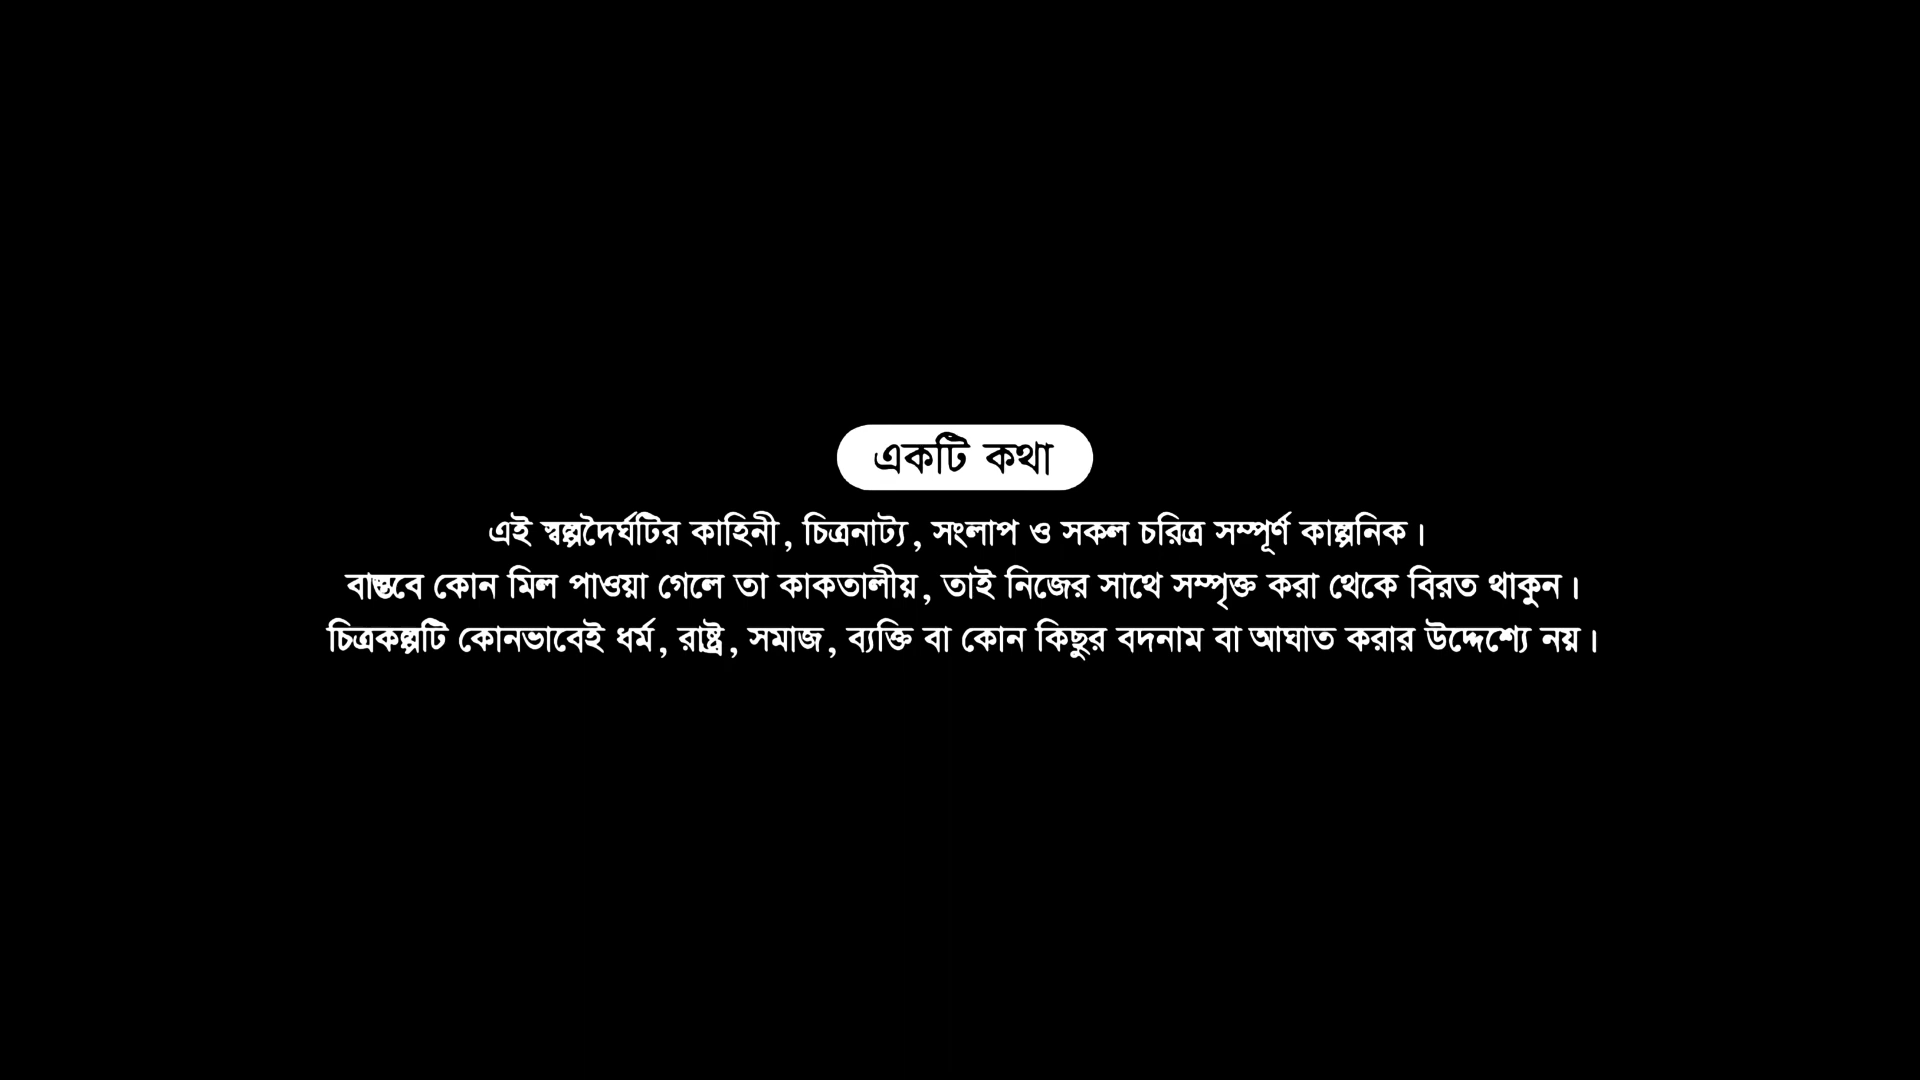 একটি কথা
এই স্বল্পদৈর্ঘটির কাহিনী, চিত্রনাট্য, সংলাপ ও সকল চরিত্র সম্পূর্ণ কাল্পনিক।
বাস্তবে কোন মিল পাওয়া গেলে তা কাকতালীয়, তাই নিজের সাথে সম্পৃক্ত করা থেকে বিরত থাকুন।
চিত্রকল্পটি কোনভাবেই ধর্ম, রাষ্ট্র, সমাজ, ব্যক্তি বা কোন কিছুর বদনাম বা আঘাত করার উদ্দেশ্যে নয়।